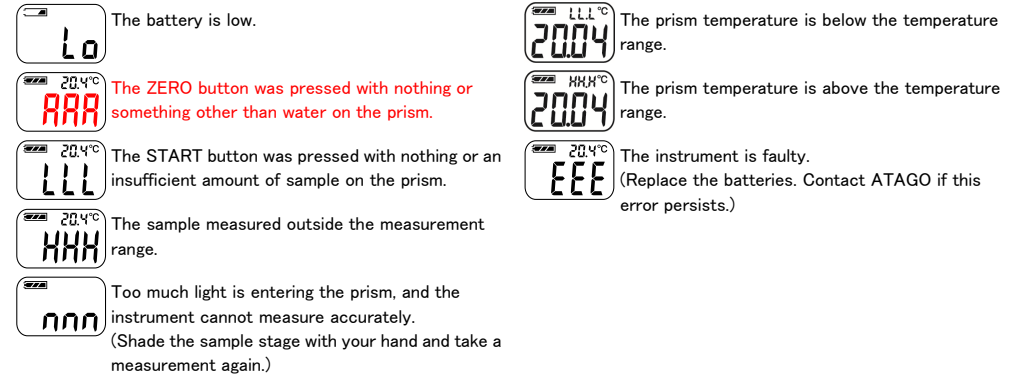 Lo
The battery is low.
20.4°C
AAA
The ZERO button was pressed with nothing or
something other than water on the prism.
20.4°C
LLL
The START button was pressed with nothing or an
insufficient amount of sample on the prism.
20.4°C
HHH
The sample measured outside the measurement
range.
nnn
Too much light is entering the prism, and the
instrument cannot measure accurately.
(Shade the sample stage with your hand and take a
measurement again.)
LL.L°C
20.04
The prism temperature is below the temperature
range.
HH.H°C
20.04
The prism temperature is above the temperature
range.
20.4°C
EEE
The instrument is faulty.
(Replace the batteries. Contact ATAGO if this
error persists.)